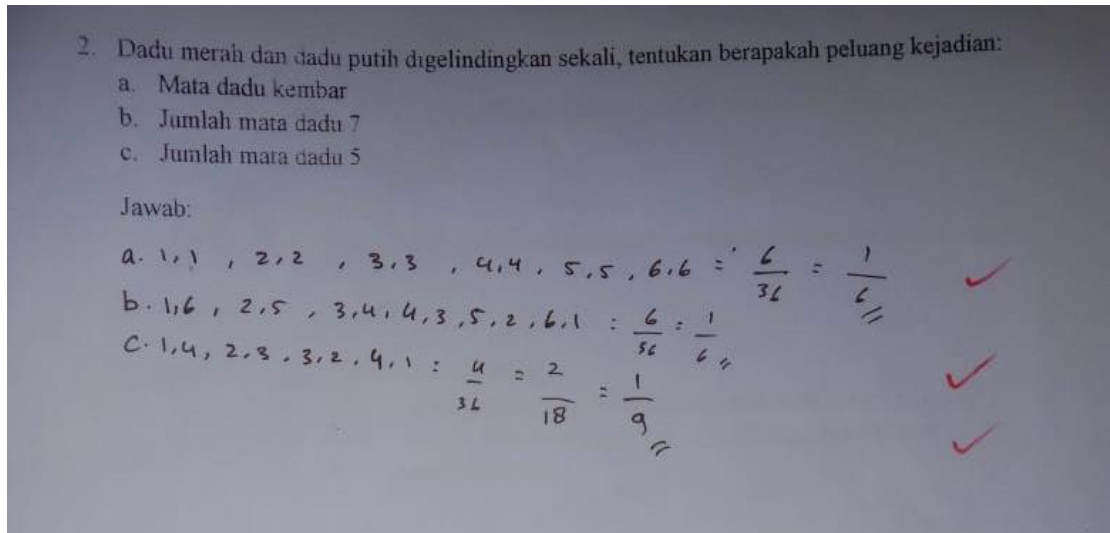 2. Dadu merah dan dadu putih digelindingkan sekali, tentukan berapakah peluang kejadian:
a. Mata dadu kembar
b. Jumlah mata dadu 7
c. Jumlah mata dadu 5
Jawab:
a. 1,1 , 2,2 , 3,3 , 4,4 , 5,5 , 6,6 = 6/36 = 1/6
b. 1,6 , 2,5 , 3,4 , 4,3 , 5,2 , 6,1 : 6/36 = 1/6
c. 1,4, 2,3 , 3,2 , 4,1 : 4/36 = 2/18 = 1/9